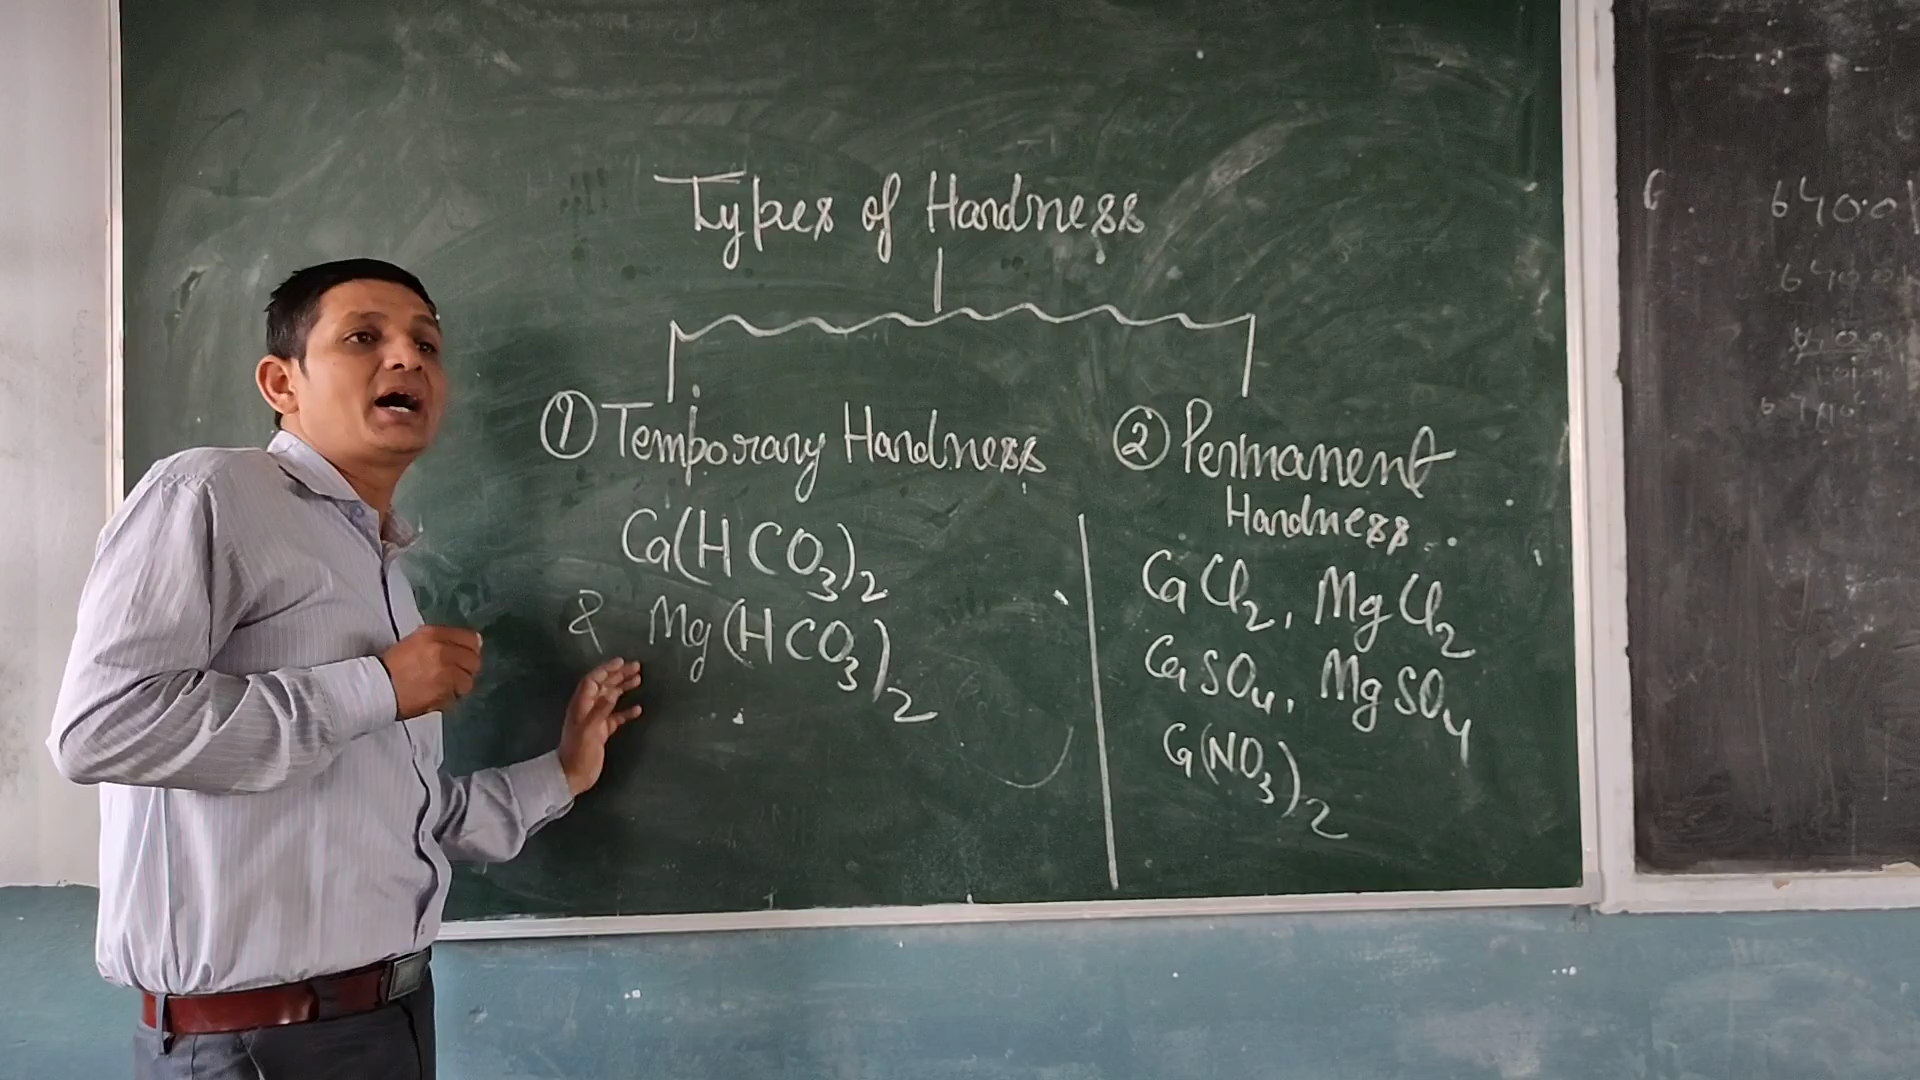 Types of Hardness
① Temporary Hardness
Ca(HCO₃)₂
& Mg(HCO₃)₂
② Permanent
Hardness
CaCl₂, MgCl₂
CaSO₄, MgSO₄
Ca(NO₃)₂
6400